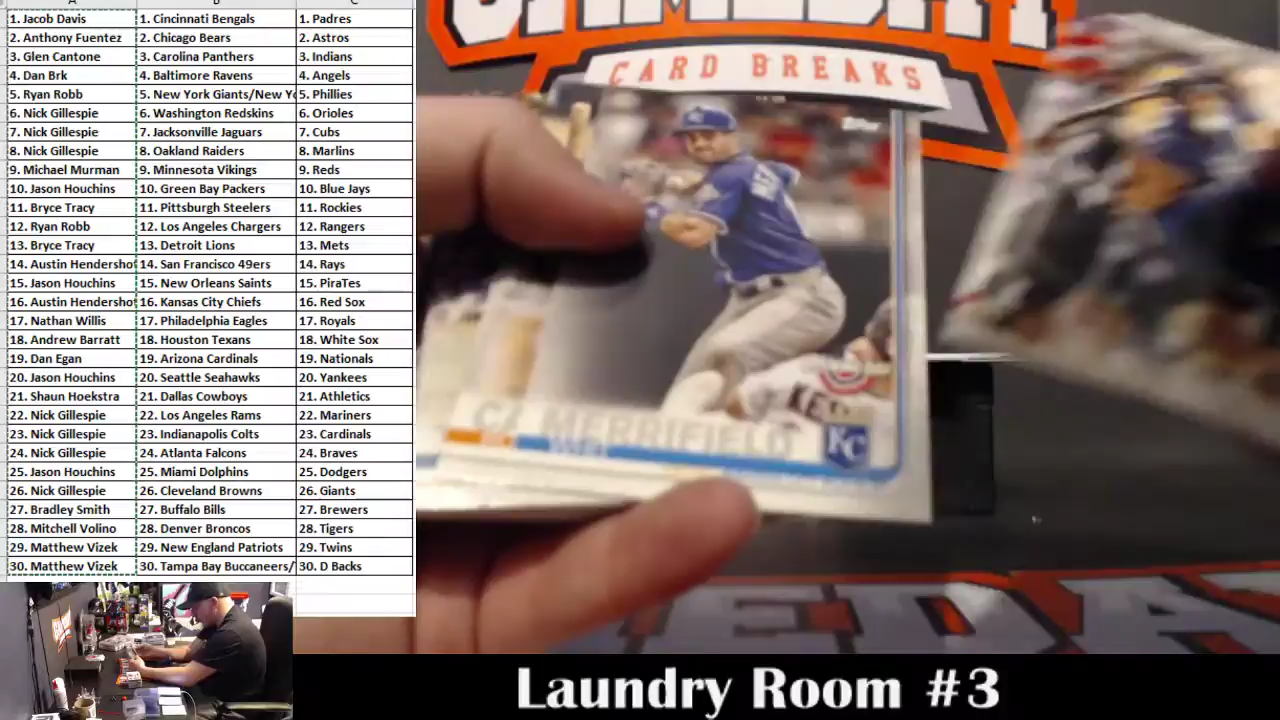 A B C
1. Jacob Davis 1. Cincinnati Bengals 1. Padres
2. Anthony Fuentez 2. Chicago Bears 2. Astros
3. Glen Cantone 3. Carolina Panthers 3. Indians
4. Dan Brk 4. Baltimore Ravens 4. Angels
5. Ryan Robb 5. New York Giants/New Yo 5. Phillies
6. Nick Gillespie 6. Washington Redskins 6. Orioles
7. Nick Gillespie 7. Jacksonville Jaguars 7. Cubs
8. Nick Gillespie 8. Oakland Raiders 8. Marlins
9. Michael Murman 9. Minnesota Vikings 9. Reds
10. Jason Houchins 10. Green Bay Packers 10. Blue Jays
11. Bryce Tracy 11. Pittsburgh Steelers 11. Rockies
12. Ryan Robb 12. Los Angeles Chargers 12. Rangers
13. Bryce Tracy 13. Detroit Lions 13. Mets
14. Austin Hendershot 14. San Francisco 49ers 14. Rays
15. Jason Houchins 15. New Orleans Saints 15. PiraTes
16. Austin Hendershot 16. Kansas City Chiefs 16. Red Sox
17. Nathan Willis 17. Philadelphia Eagles 17. Royals
18. Andrew Barratt 18. Houston Texans 18. White Sox
19. Dan Egan 19. Arizona Cardinals 19. Nationals
20. Jason Houchins 20. Seattle Seahawks 20. Yankees
21. Shaun Hoekstra 21. Dallas Cowboys 21. Athletics
22. Nick Gillespie 22. Los Angeles Rams 22. Mariners
23. Nick Gillespie 23. Indianapolis Colts 23. Cardinals
24. Nick Gillespie 24. Atlanta Falcons 24. Braves
25. Jason Houchins 25. Miami Dolphins 25. Dodgers
26. Nick Gillespie 26. Cleveland Browns 26. Giants
27. Bradley Smith 27. Buffalo Bills 27. Brewers
28. Mitchell Volino 28. Denver Broncos 28. Tigers
29. Matthew Vizek 29. New England Patriots 29. Twins
30. Matthew Vizek 30. Tampa Bay Buccaneers/ 30. D Backs
GAMEDAY
CARD BREAKS
Topps
MERRIFIELD
KC
Laundry Room #3